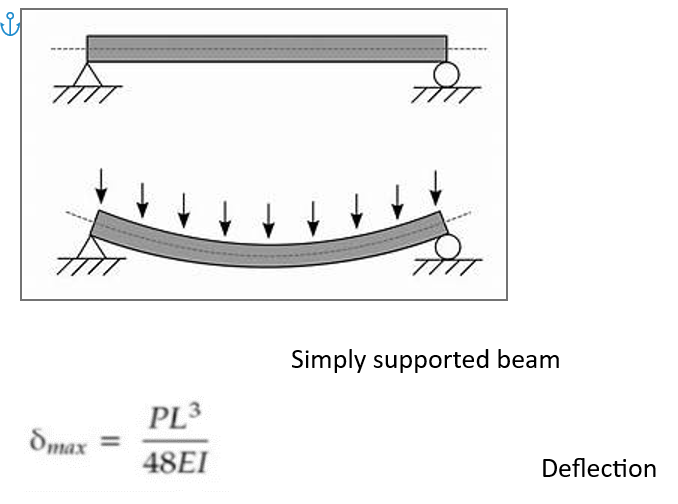 Simply supported beam
δmax = PL³/48EI
Deflection